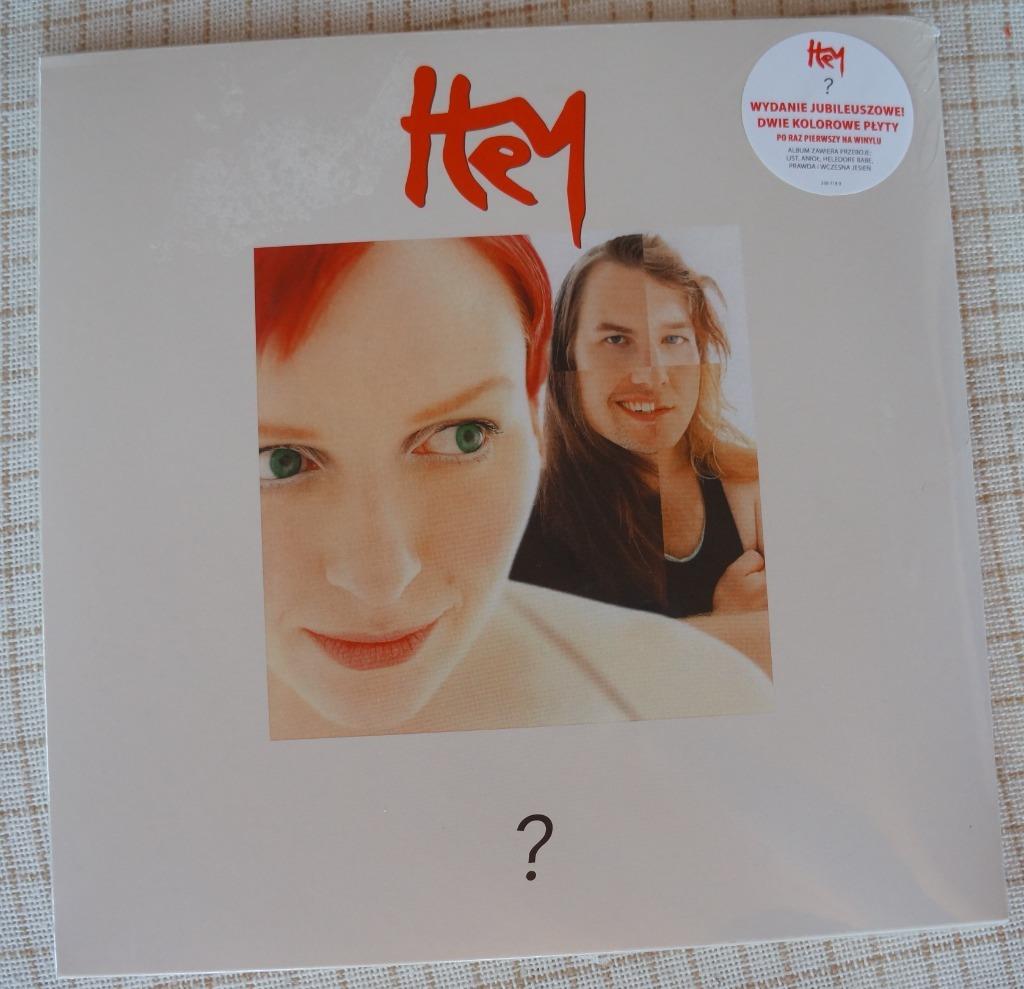 Hey
Hey
?
WYDANIE JUBILEUSZOWE!
DWIE KOLOROWE PŁYTY
PO RAZ PIERWSZY NA WINYLU
ALBUM ZAWIERA PRZEBOJE:
LIST, ANIOŁ, HELEDORE BABE,
PRAWDA I WCZESNA JESIEŃ
?